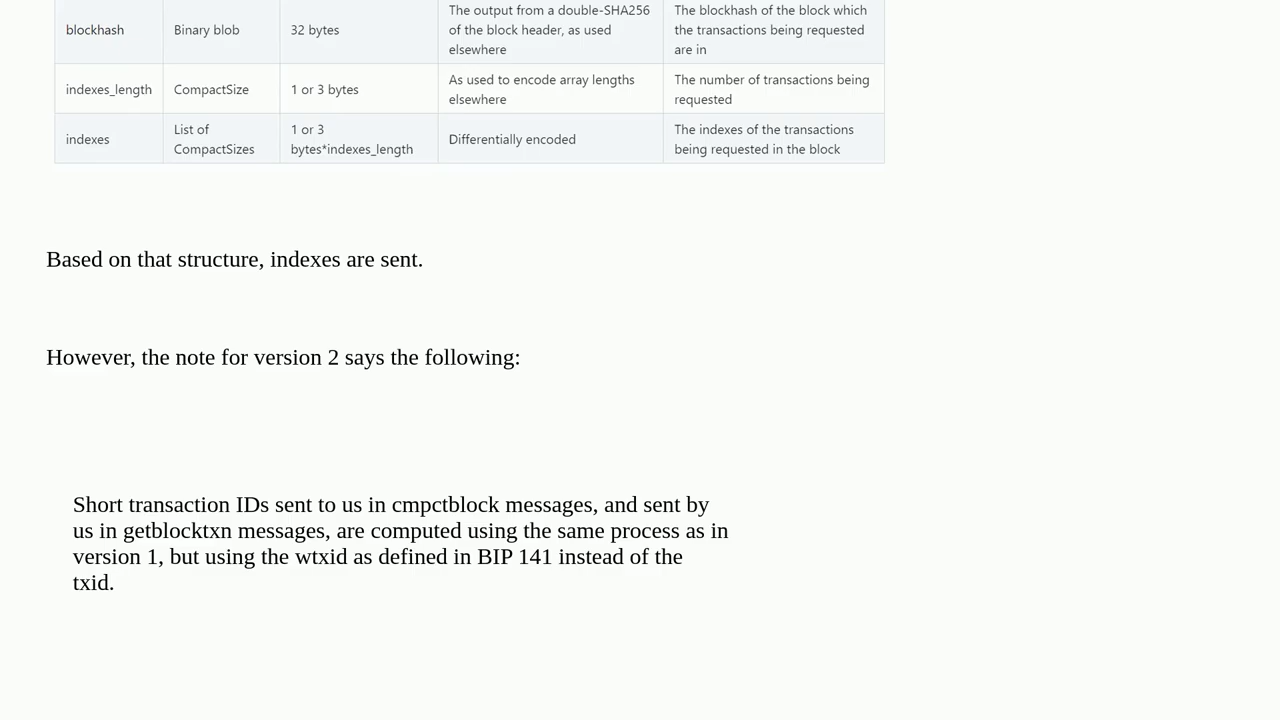 The output from a double-SHA256 The blockhash of the block which
blockhash Binary blob 32 bytes of the block header, as used the transactions being requested
elsewhere are in
indexes_length CompactSize 1 or 3 bytes As used to encode array lengths The number of transactions being
elsewhere requested
indexes List of 1 or 3 Differentially encoded The indexes of the transactions
CompactSizes bytes*indexes_length being requested in the block
Based on that structure, indexes are sent.
However, the note for version 2 says the following:
Short transaction IDs sent to us in cmpctblock messages, and sent by
us in getblocktxn messages, are computed using the same process as in
version 1, but using the wtxid as defined in BIP 141 instead of the
txid.